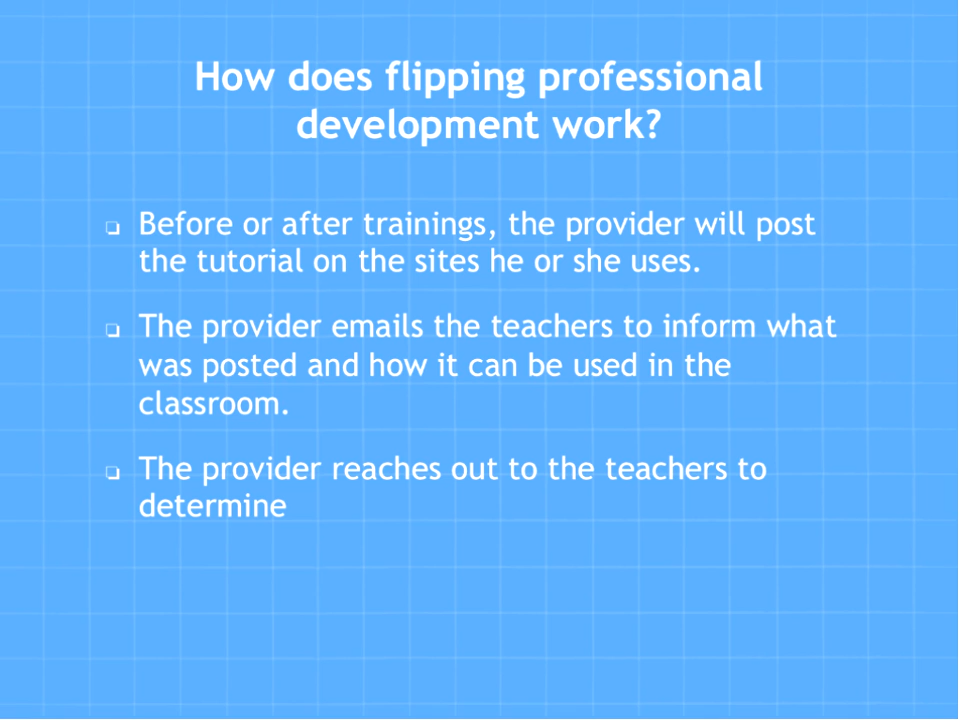 How does flipping professional
development work?
❏ Before or after trainings, the provider will post
the tutorial on the sites he or she uses.
❏ The provider emails the teachers to inform what
was posted and how it can be used in the
classroom.
❏ The provider reaches out to the teachers to
determine